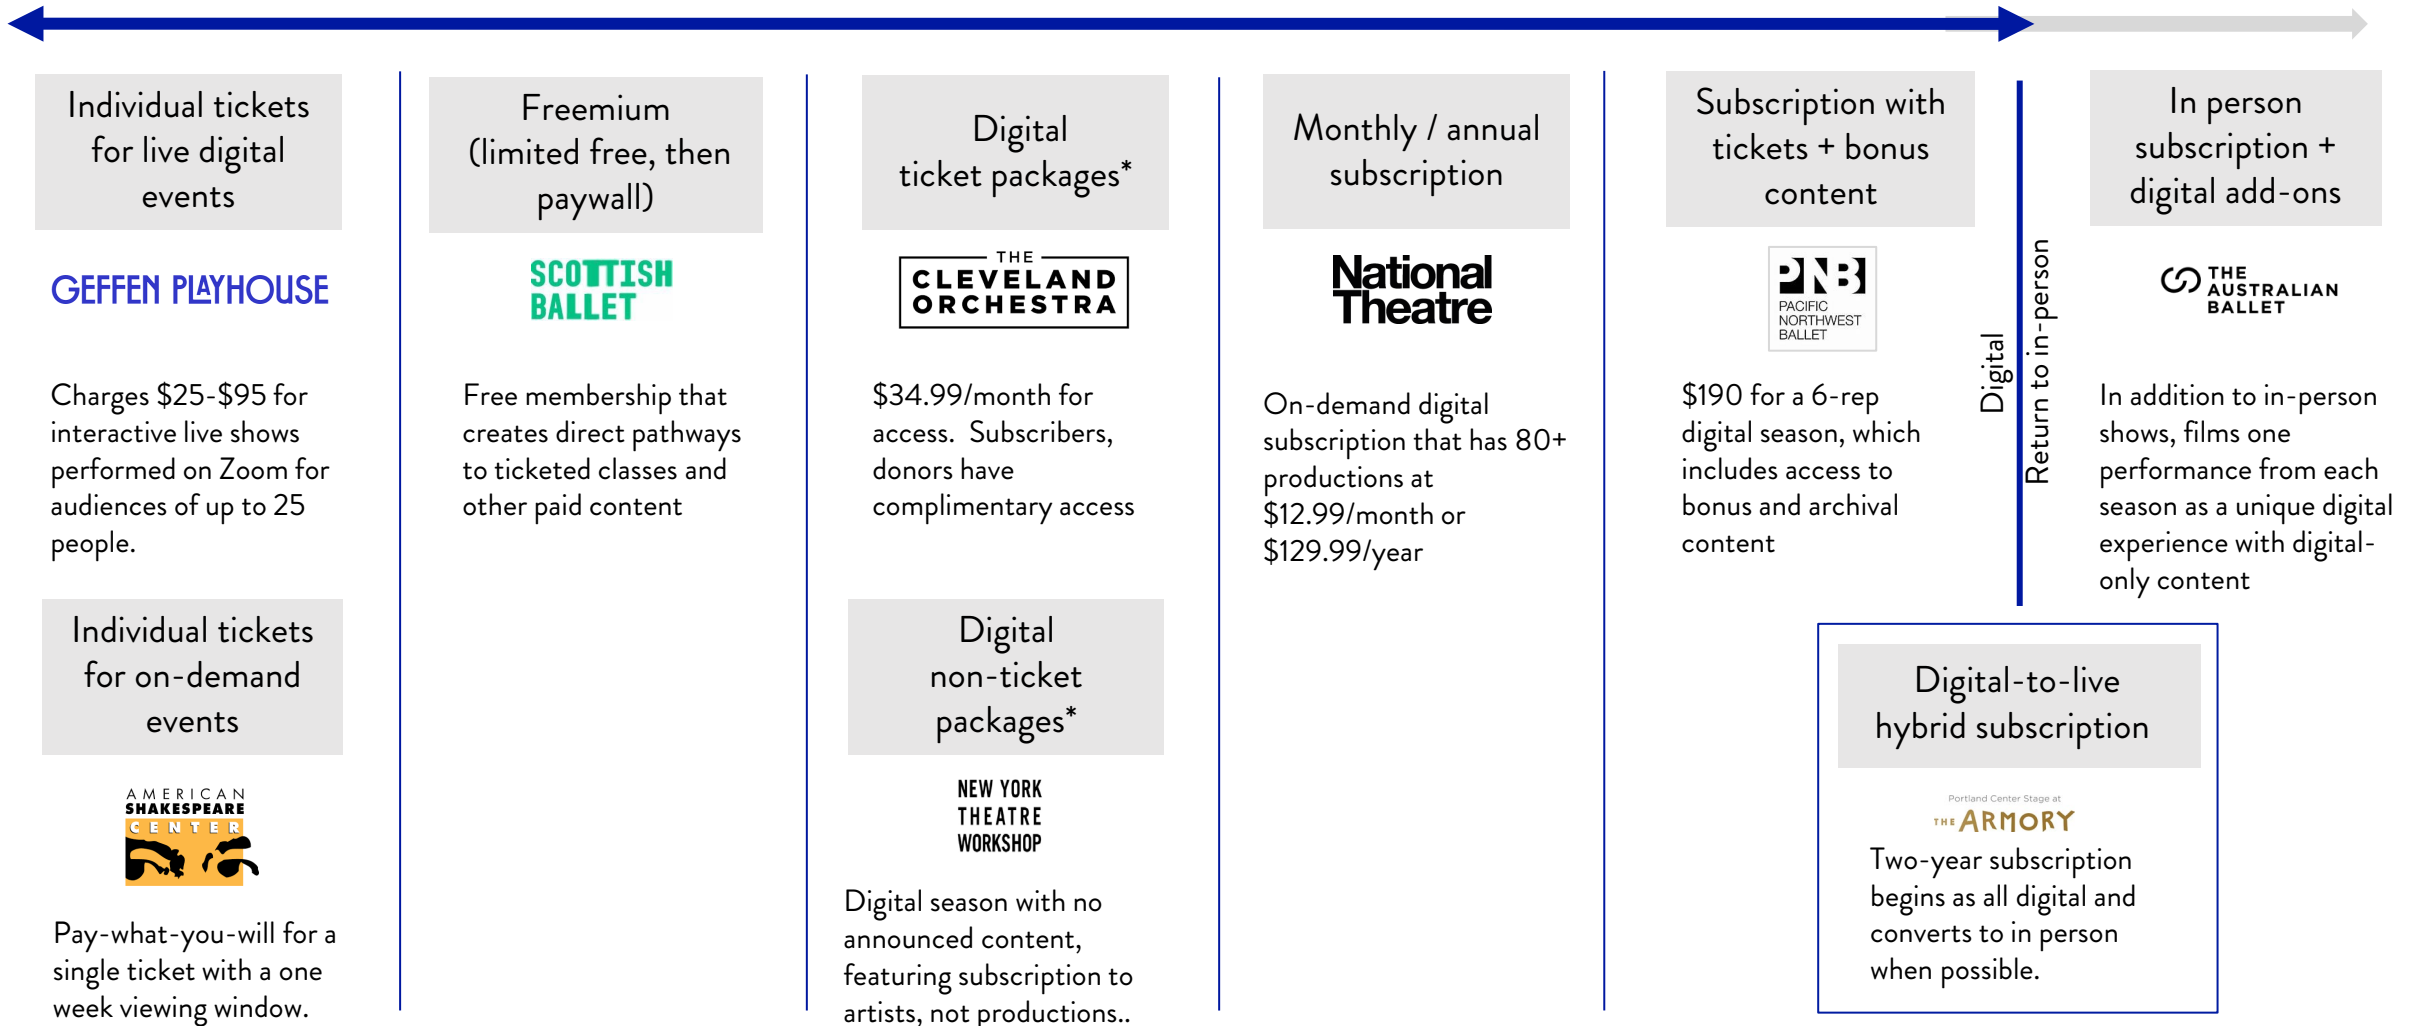 Individual tickets
for live digital
events
GEFFEN PLAYHOUSE
Charges $25-$95 for
interactive live shows
performed on Zoom for
audiences of up to 25
people.
Individual tickets
for on-demand
events
AMERICAN
SHAKESPEARE
CENTER
Pay-what-you-will for a
single ticket with a one
week viewing window.
Freemium
(limited free, then
paywall)
SCOTTISH
BALLET
Free membership that
creates direct pathways
to ticketed classes and
other paid content
Digital
ticket packages*
THE
CLEVELAND
ORCHESTRA
$34.99/month for
access.  Subscribers,
donors have
complimentary access
Digital
non-ticket
packages*
NEW YORK
THEATRE
WORKSHOP
Digital season with no
announced content,
featuring subscription to
artists, not productions..
Monthly / annual
subscription
National
Theatre
On-demand digital
subscription that has 80+
productions at
$12.99/month or
$129.99/year
Subscription with
tickets + bonus
content
PNB
PACIFIC
NORTHWEST
BALLET
$190 for a 6-rep
digital season, which
includes access to
bonus and archival
content
Digital
Return to in-person
In person
subscription +
digital add-ons
THE
AUSTRALIAN
BALLET
In addition to in-person
shows, films one
performance from each
season as a unique digital
experience with digital-
only content
Digital-to-live
hybrid subscription
Portland Center Stage at
THE ARMORY
Two-year subscription
begins as all digital and
converts to in person
when possible.